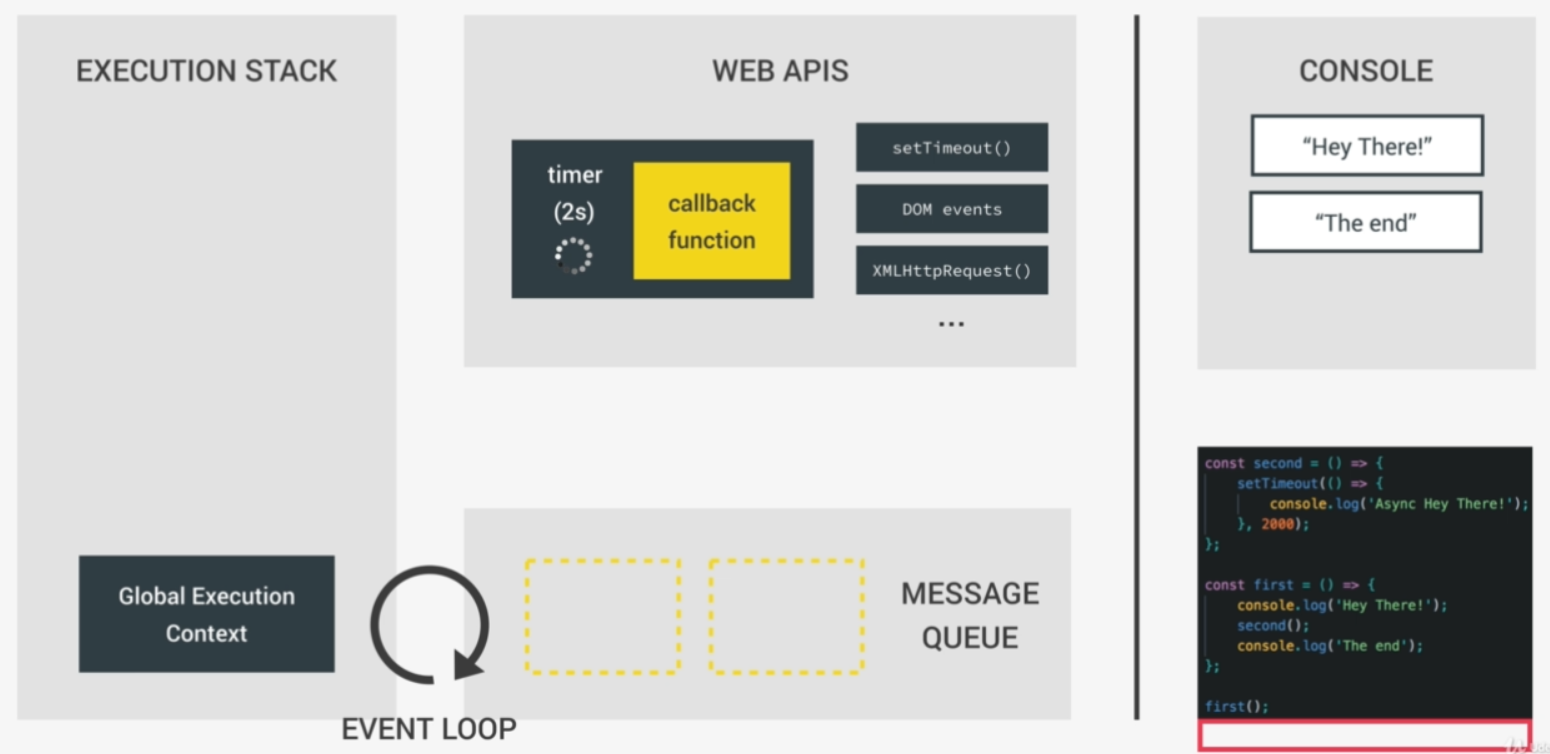 EXECUTION STACK
WEB APIS
CONSOLE
timer
(2s)
callback
function
setTimeout()
DOM events
XMLHttpRequest()
...
“Hey There!”
“The end”
Global Execution
Context
EVENT LOOP
MESSAGE
QUEUE
const second = () => {
setTimeout(() => {
console.log('Async Hey There!');
}, 2000);
};
const first = () => {
console.log('Hey There!');
second();
console.log('The end');
};
first();